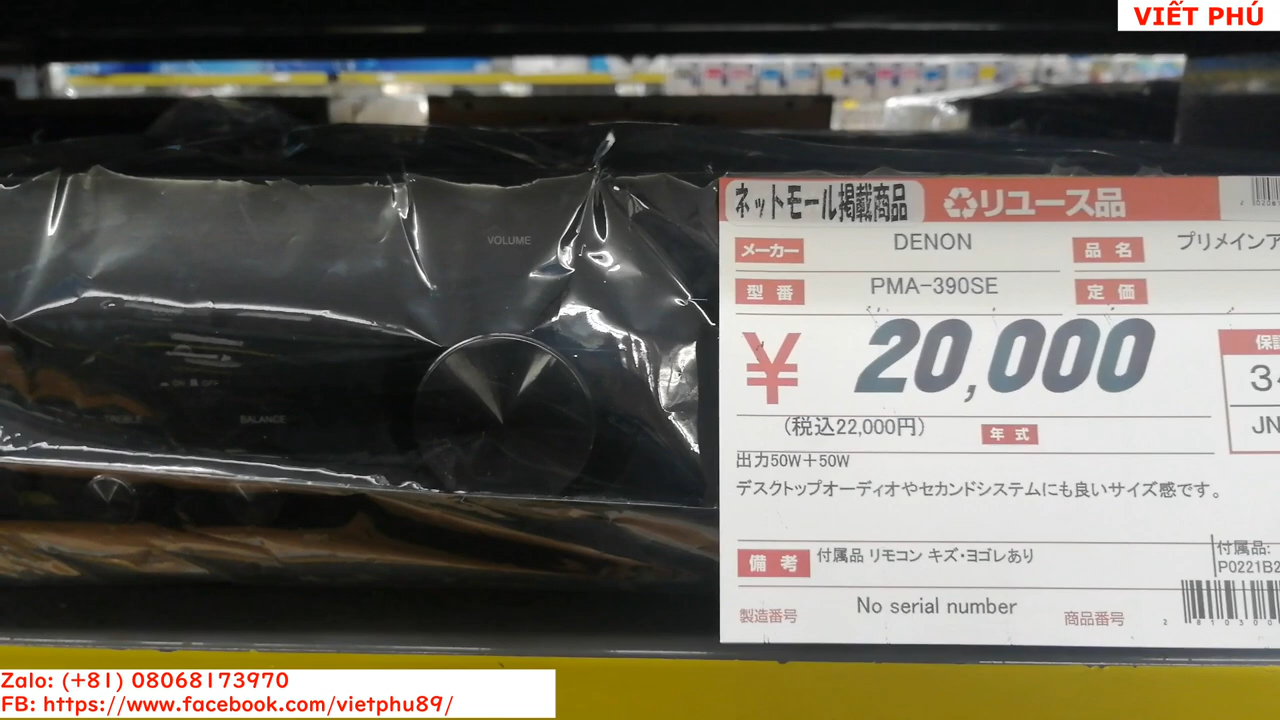 VIẾT PHÚ
ネットモール掲載商品
リユース品
メーカー DENON
品名 プリメインア
型番 PMA-390SE
定価
¥ 20,000
保証
34
JN
(税込22,000円)
年式
出力50W+50W
デスクトップオーディオやセカンドシステムにも良いサイズ感です。
備考 付属品 リモコン キズ・ヨゴレあり
付属品:
P0221B2
製造番号 No serial number
商品番号
VOLUME
ON OFF
TREBLE
BALANCE
Zalo: (+81) 08068173970
FB: https://www.facebook.com/vietphu89/